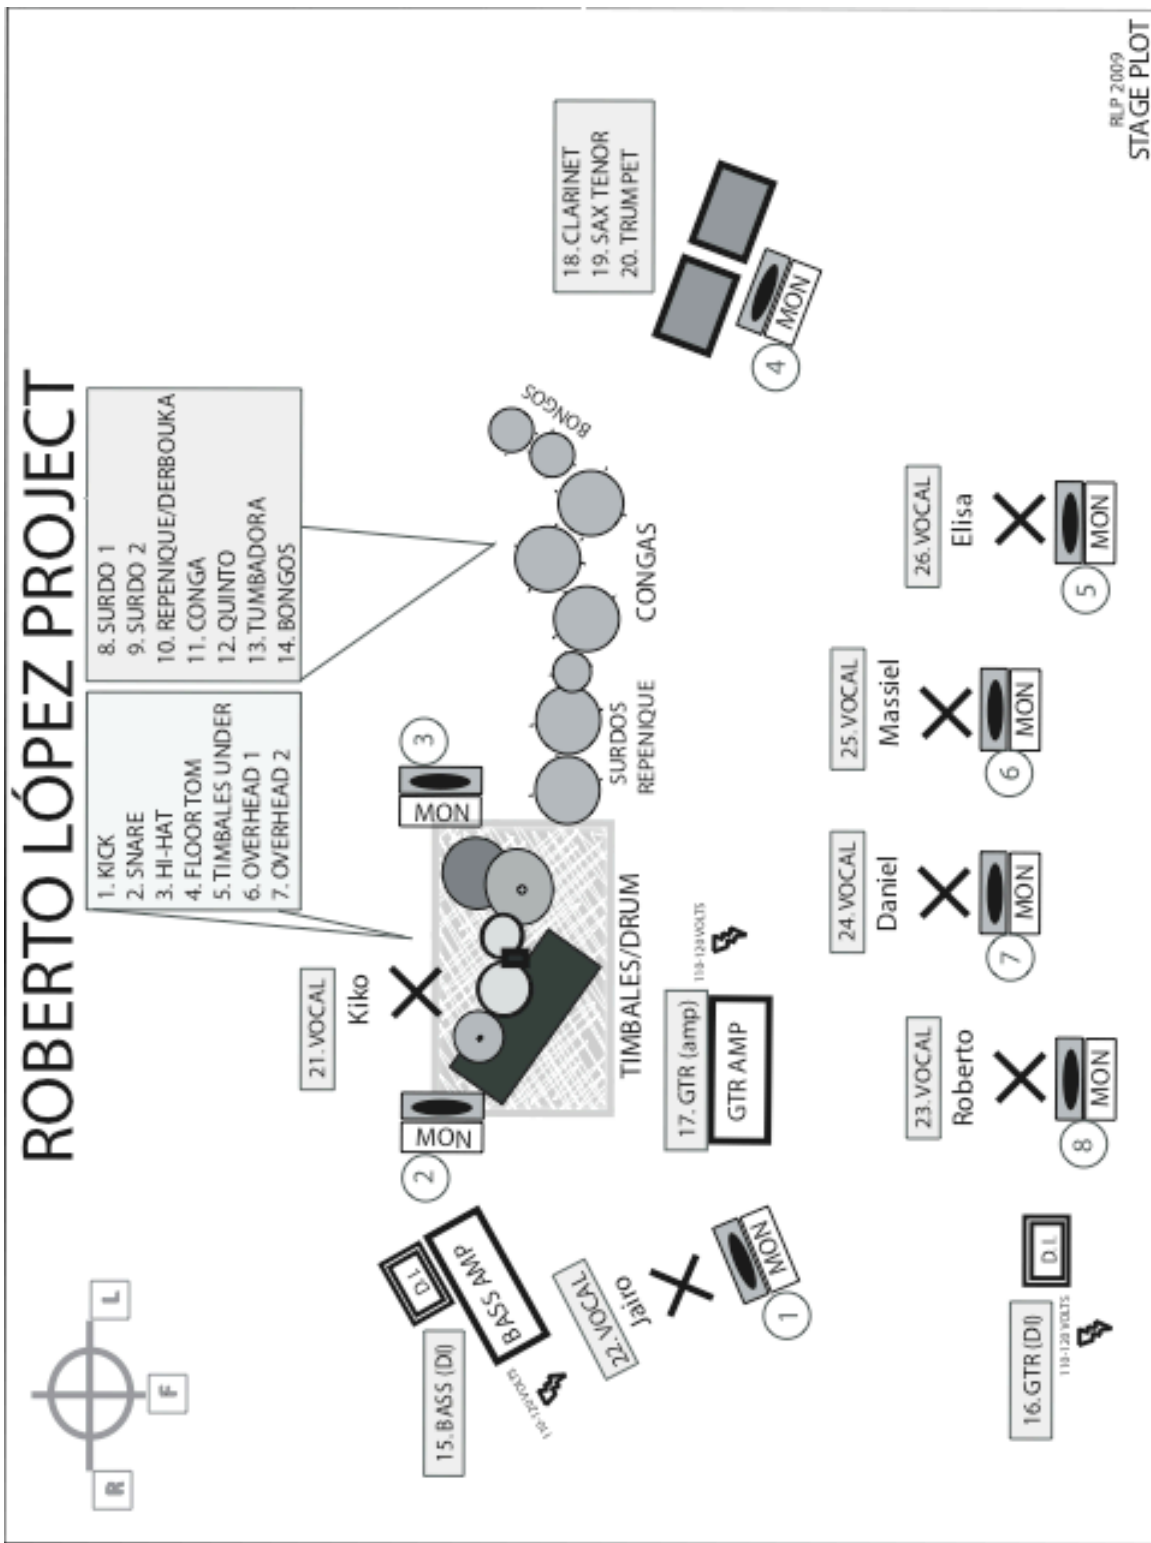 ROBERTO LÓPEZ PROJECT
R
L
F
1. KICK
2. SNARE
3. HI-HAT
4. FLOOR TOM
5. TIMBALES UNDER
6. OVERHEAD 1
7. OVERHEAD 2
8. SURDO 1
9. SURDO 2
10. REPENIQUE/DERBOUKA
11. CONGA
12. QUINTO
13. TUMBADORA
14. BONGOS
21. VOCAL
Kiko
2
MON
MON
3
TIMBALES/DRUM
SURDOS
REPENIQUE
CONGAS
BONGOS
18. CLARINET
19. SAX TENOR
20. TRUMPET
MON
4
15. BASS (DI)
D.I.
BASS AMP
110-120 VOLTS
22. VOCAL
Jairo
MON
1
17. GTR (amp)
GTR AMP
110-120 VOLTS
16. GTR (DI)
D.I.
110-120 VOLTS
23. VOCAL
Roberto
MON
8
24. VOCAL
Daniel
MON
7
25. VOCAL
Massiel
MON
6
26. VOCAL
Elisa
MON
5
RLP 2009
STAGE PLOT